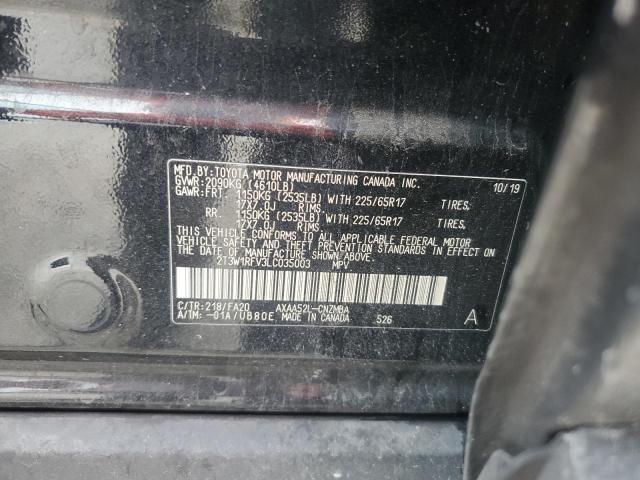 MFD.BY:TOYOTA MOTOR MANUFACTURING CANADA INC. 10/19
GVWR:2090KG (4610LB)
GAWR:FRT. 1150KG (2535LB) WITH 225/65R17 TIRES,
17X7.0J RIMS
RR. 1150KG (2535LB) WITH 225/65R17 TIRES,
17X7.0J RIMS
THIS VEHICLE CONFORMS TO ALL APPLICABLE FEDERAL MOTOR
VEHICLE SAFETY AND THEFT PREVENTION STANDARDS IN EFFECT ON
THE DATE OF MANUFACTURE SHOWN ABOVE.
2T3W1RFV3LC035003 MPV
C/TR:218/FA20 AXAA52L-CNZMBA
A/TM:-01A/UB80E MADE IN CANADA 526 A